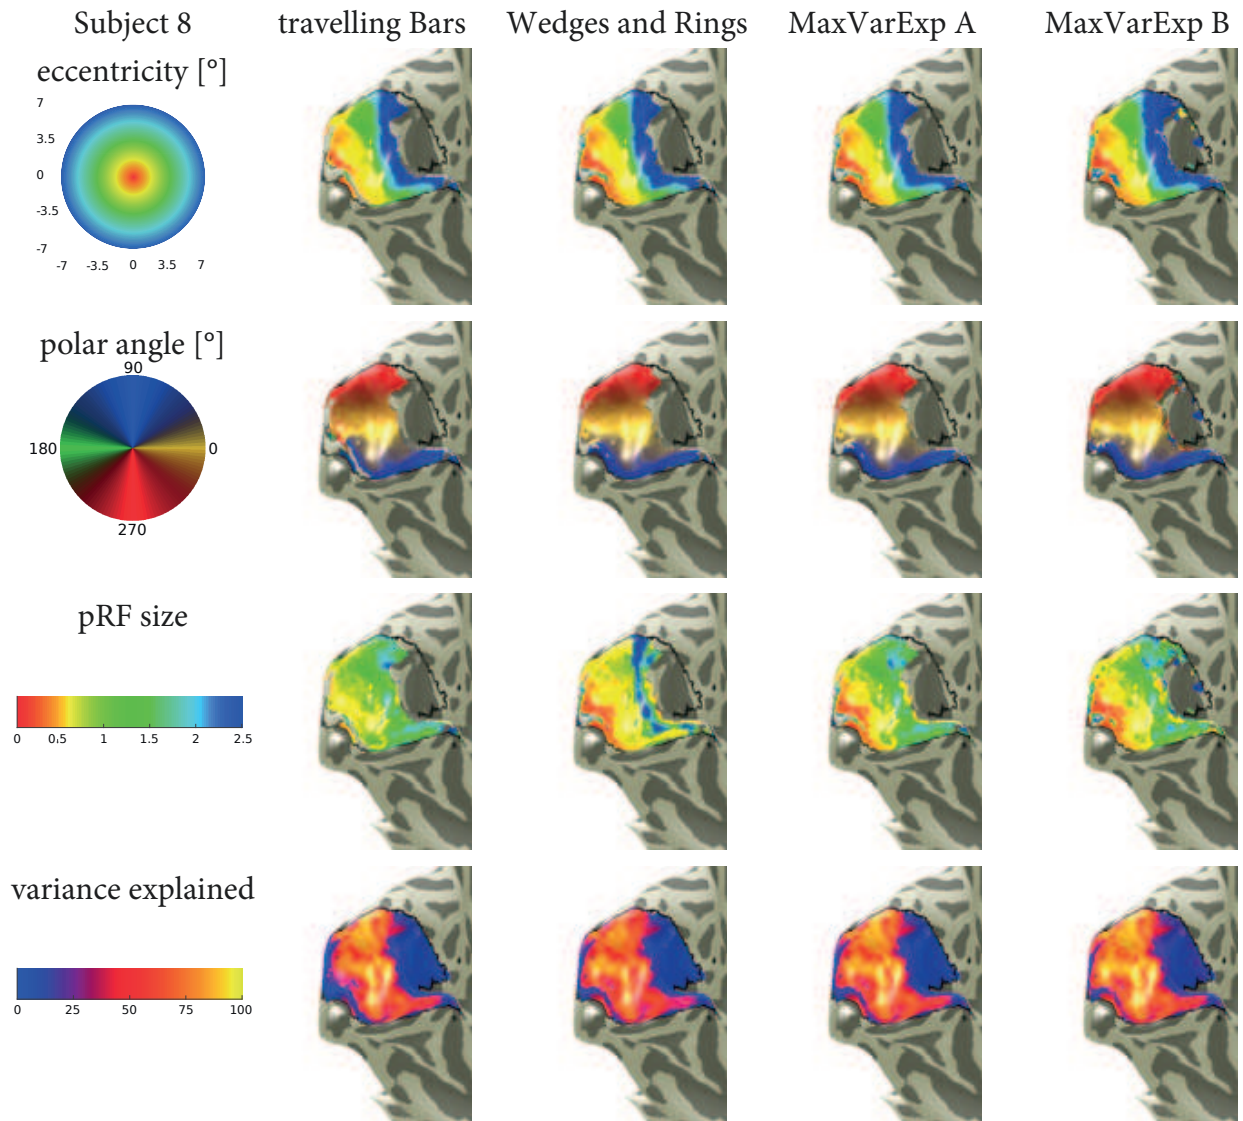 Subject 8 travelling Bars Wedges and Rings MaxVarExp A MaxVarExp B
eccentricity [°]
7
3.5
0
-3.5
-7
-7 -3.5 0 3.5 7
polar angle [°]
90
180 0
270
pRF size
0 0.5 1 1.5 2 2.5
variance explained
0 25 50 75 100